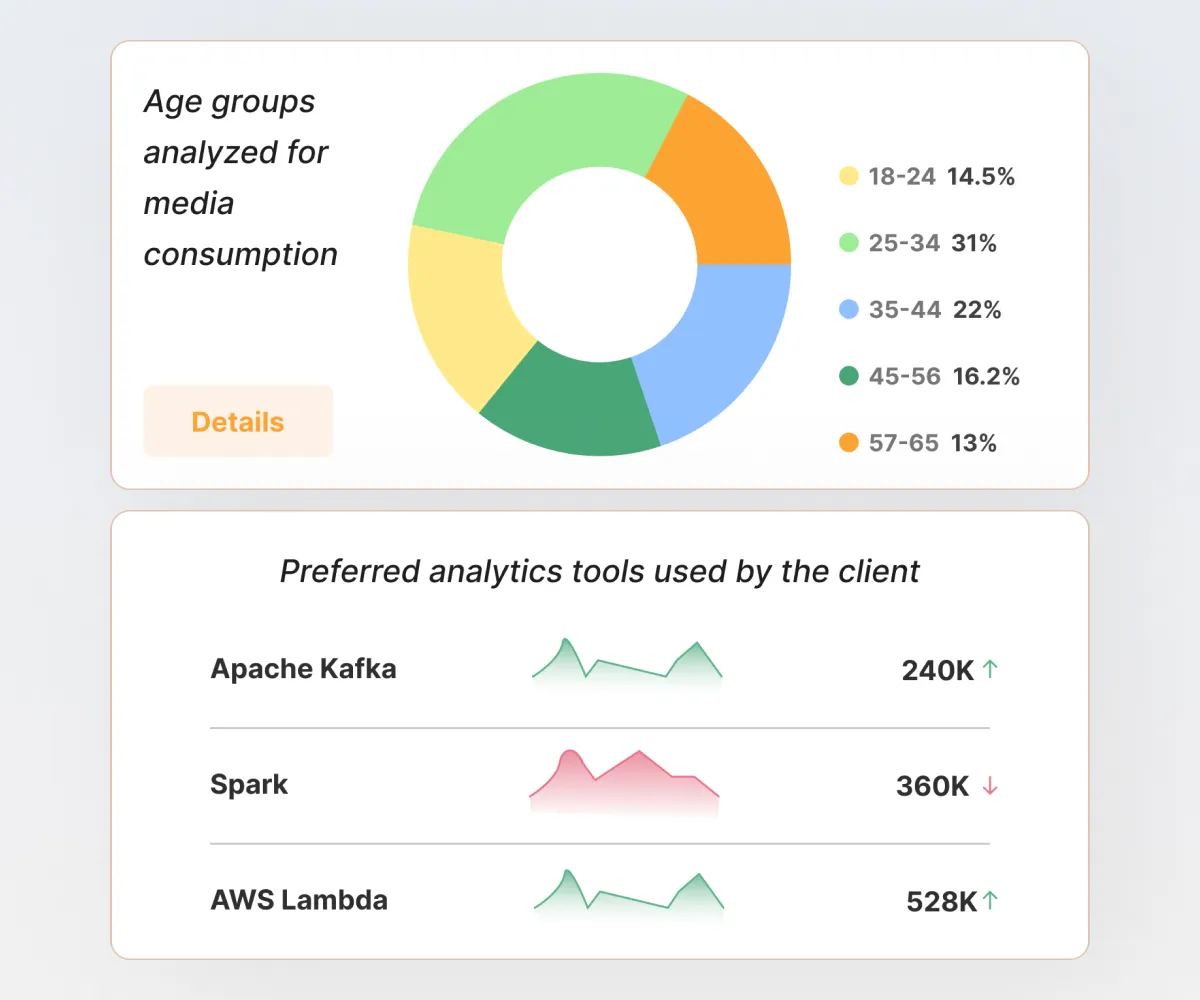 Age groups
analyzed for
media
consumption
Details
18-24 14.5%
25-34 31%
35-44 22%
45-56 16.2%
57-65 13%
Preferred analytics tools used by the client
Apache Kafka 240K ↑
Spark 360K ↓
AWS Lambda 528K ↑